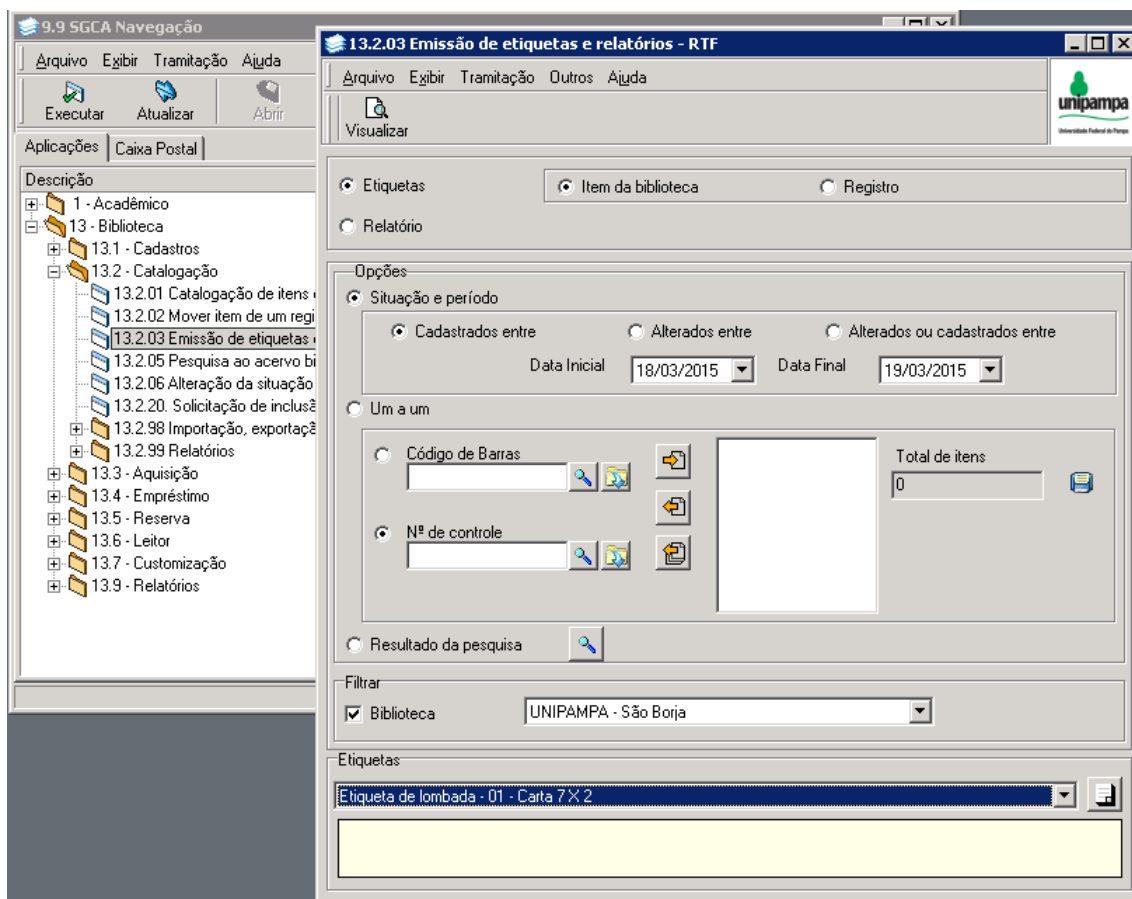 9.9 SGCA Navegação
Arquivo Exibir Tramitação Ajuda
Executar Atualizar Abrir
Aplicações Caixa Postal
Descrição
1 - Acadêmico
13 - Biblioteca
13.1 - Cadastros
13.2 - Catalogação
13.2.01 Catalogação de itens
13.2.02 Mover item de um regi
13.2.03 Emissão de etiquetas
13.2.05 Pesquisa ao acervo bi
13.2.06 Alteração da situação
13.2.20. Solicitação de inclusã
13.2.98 Importação, exportaçã
13.2.99 Relatórios
13.3 - Aquisição
13.4 - Empréstimo
13.5 - Reserva
13.6 - Leitor
13.7 - Customização
13.9 - Relatórios
13.2.03 Emissão de etiquetas e relatórios - RTF
Arquivo Exibir Tramitação Outros Ajuda
Visualizar
unipampa
Universidade Federal do Pampa
Etiquetas Item da biblioteca Registro
Relatório
Opções
Situação e período
Cadastrados entre Alterados entre Alterados ou cadastrados entre
Data Inicial 18/03/2015 Data Final 19/03/2015
Um a um
Código de Barras Total de itens
0
Nº de controle
Resultado da pesquisa
Filtrar
Biblioteca UNIPAMPA - São Borja
Etiquetas
Etiqueta de lombada - 01 - Carta 7 X 2